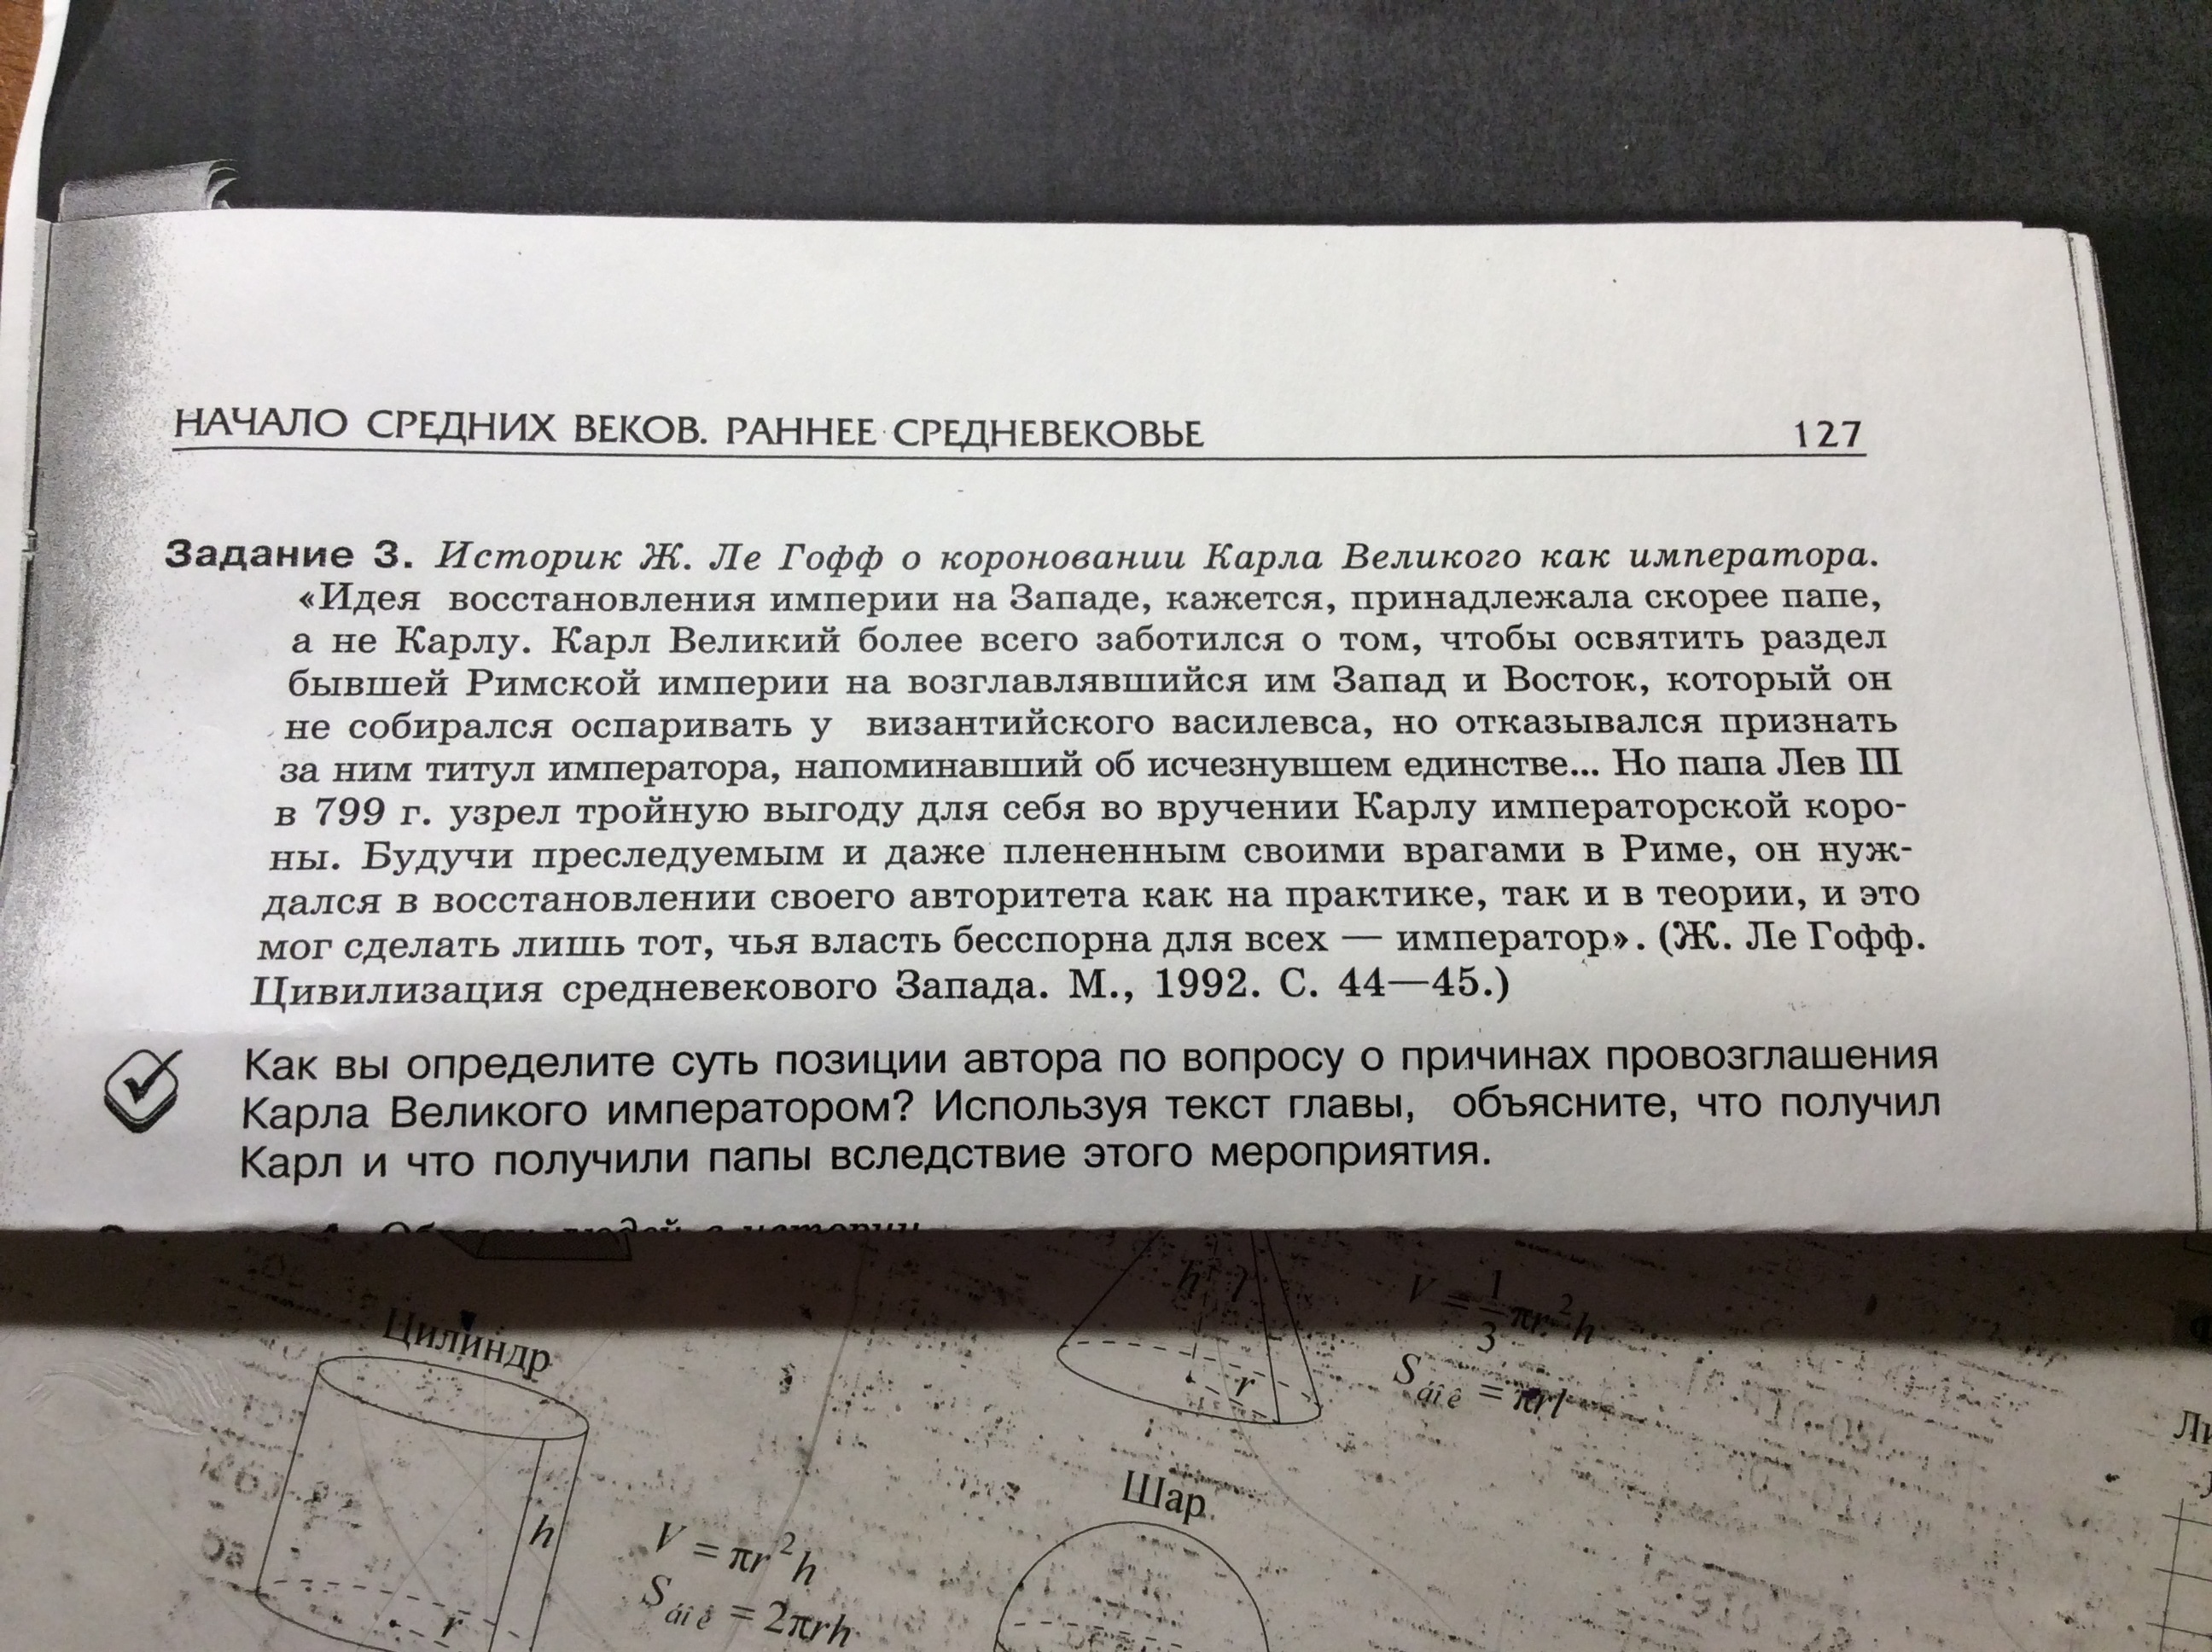 НАЧАЛО СРЕДНИХ ВЕКОВ. РАННЕЕ СРЕДНЕВЕКОВЬЕ 127
Задание 3. Историк Ж. Ле Гофф о короновании Карла Великого как императора.
«Идея восстановления империи на Западе, кажется, принадлежала скорее папе,
а не Карлу. Карл Великий более всего заботился о том, чтобы освятить раздел
бывшей Римской империи на возглавлявшийся им Запад и Восток, который он
не собирался оспаривать у византийского василевса, но отказывался признать
за ним титул императора, напоминавший об исчезнувшем единстве... Но папа Лев III
в 799 г. узрел тройную выгоду для себя во вручении Карлу императорской коро-
ны. Будучи преследуемым и даже плененным своими врагами в Риме, он нуж-
дался в восстановлении своего авторитета как на практике, так и в теории, и это
мог сделать лишь тот, чья власть бесспорна для всех — император». (Ж. Ле Гофф.
Цивилизация средневекового Запада. М., 1992. С. 44—45.)
Как вы определите суть позиции автора по вопросу о причинах провозглашения
Карла Великого императором? Используя текст главы, объясните, что получил
Карл и что получили папы вследствие этого мероприятия.
Цилиндр
h
r
V = πr²h
S áî ê = 2πrh
h l
r
V = 1/3 πr²h
S áî ê = πrl
Шар